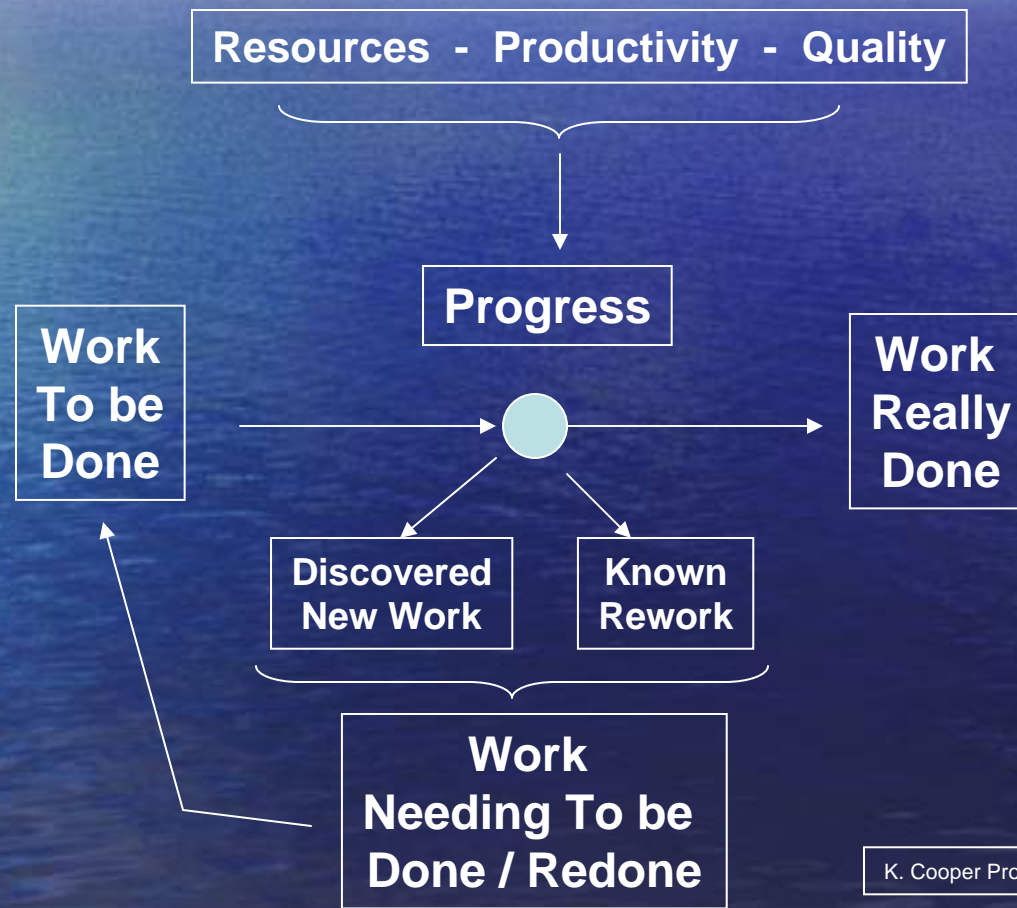 Resources - Productivity - Quality
Progress
Work
To be
Done
Work
Really
Done
Discovered
New Work
Known
Rework
Work
Needing To be
Done / Redone
K. Cooper